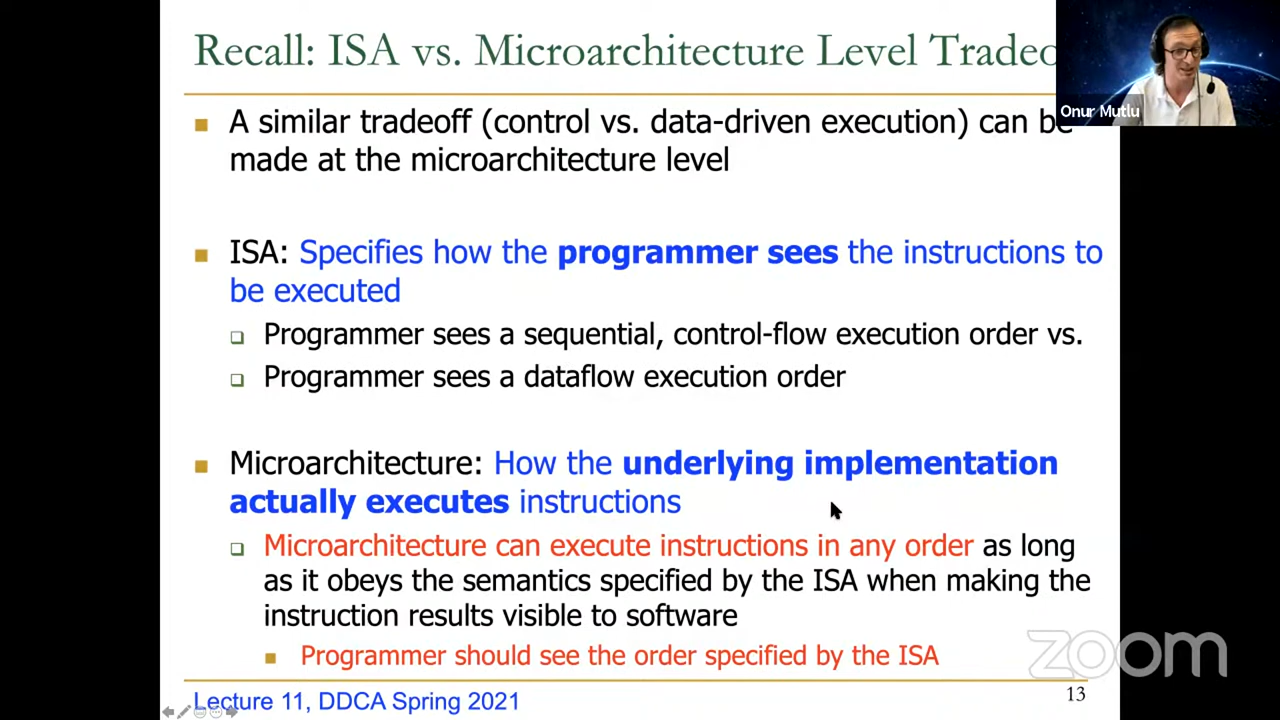 Recall: ISA vs. Microarchitecture Level Tradeo
Onur Mutlu
A similar tradeoff (control vs. data-driven execution) can be
made at the microarchitecture level
ISA: Specifies how the programmer sees the instructions to
be executed
Programmer sees a sequential, control-flow execution order vs.
Programmer sees a dataflow execution order
Microarchitecture: How the underlying implementation
actually executes instructions
Microarchitecture can execute instructions in any order as long
as it obeys the semantics specified by the ISA when making the
instruction results visible to software
Programmer should see the order specified by the ISA
zoom
Lecture 11, DDCA Spring 2021
13